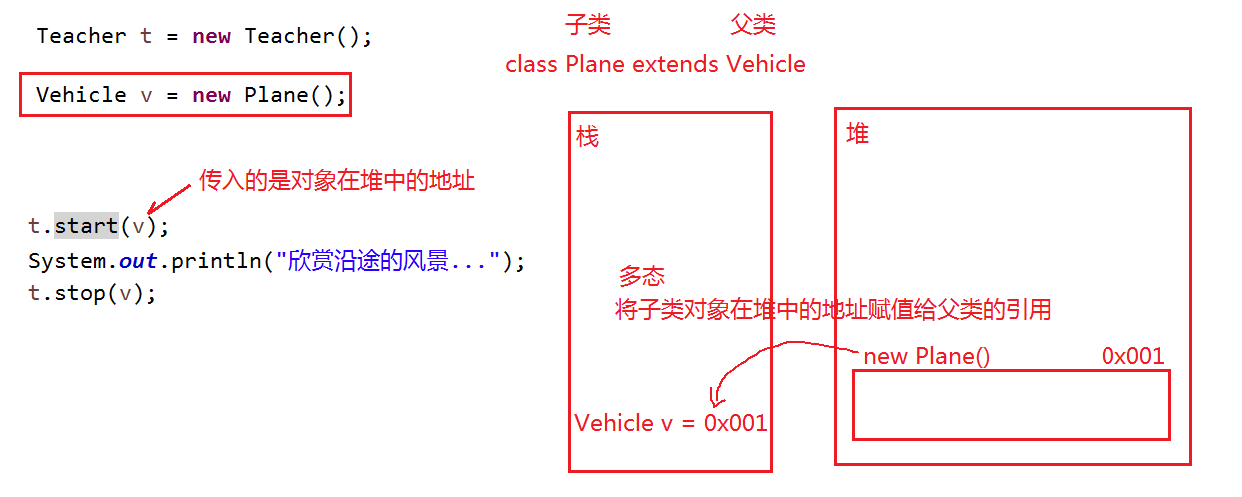 Teacher t = new Teacher();
Vehicle v = new Plane();
传入的是对象在堆中的地址
t.start(v);
System.out.println("欣赏沿途的风景...");
t.stop(v);
子类 父类
class Plane extends Vehicle
栈
堆
多态
将子类对象在堆中的地址赋值给父类的引用
new Plane() 0x001
Vehicle v = 0x001